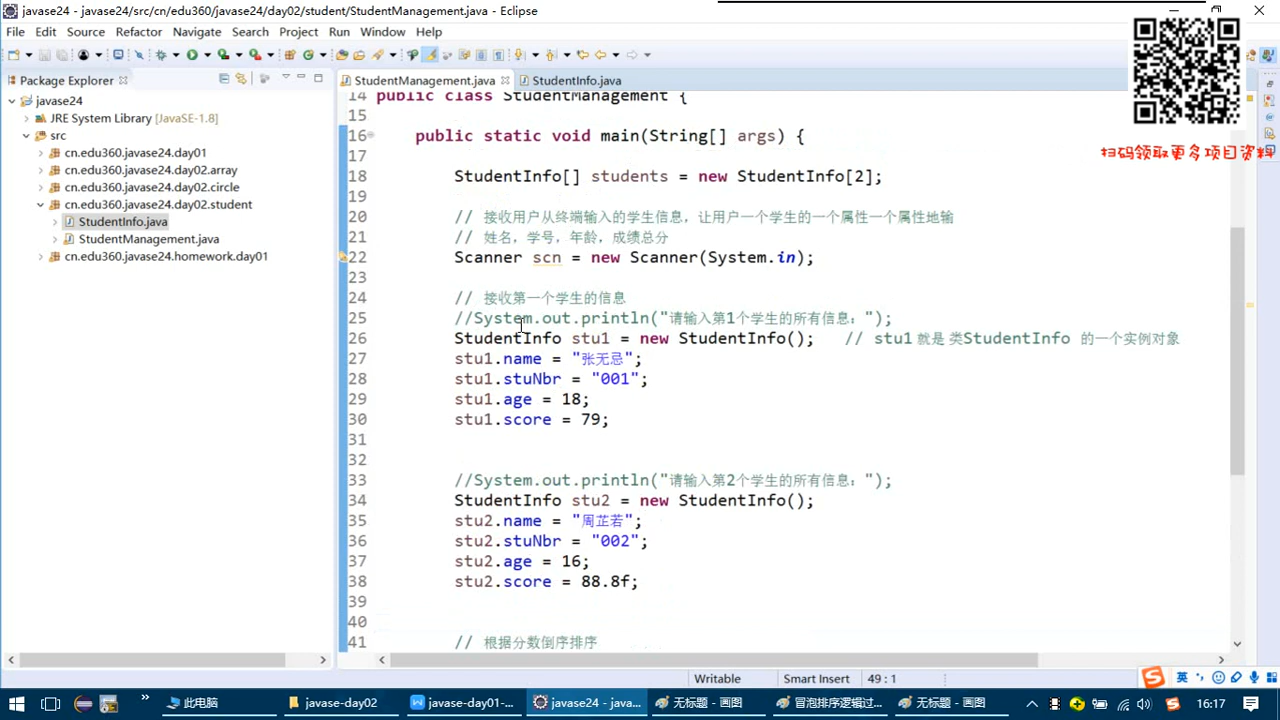 javase24 - javase24/src/cn/edu360/javase24/day02/student/StudentManagement.java - Eclipse
File Edit Source Refactor Navigate Search Project Run Window Help
扫码领取更多项目资料
Package Explorer
javase24
JRE System Library [JavaSE-1.8]
src
cn.edu360.javase24.day01
cn.edu360.javase24.day02.array
cn.edu360.javase24.day02.circle
cn.edu360.javase24.day02.student
StudentInfo.java
StudentManagement.java
cn.edu360.javase24.homework.day01
StudentManagement.java StudentInfo.java
14 public class StudentManagement {
15
16 public static void main(String[] args) {
17
18 StudentInfo[] students = new StudentInfo[2];
19
20 // 接收用户从终端输入的学生信息，让用户一个学生的一个属性一个属性地输
21 // 姓名，学号，年龄，成绩总分
22 Scanner scn = new Scanner(System.in);
23
24 // 接收第一个学生的信息
25 //System.out.println("请输入第1个学生的所有信息：");
26 StudentInfo stu1 = new StudentInfo(); // stu1 就是 类StudentInfo 的一个实例对象
27 stu1.name = "张无忌";
28 stu1.stuNbr = "001";
29 stu1.age = 18;
30 stu1.score = 79;
31
32
33 //System.out.println("请输入第2个学生的所有信息：");
34 StudentInfo stu2 = new StudentInfo();
35 stu2.name = "周芷若";
36 stu2.stuNbr = "002";
37 stu2.age = 16;
38 stu2.score = 88.8f;
39
40
41 // 根据分数倒序排序
Writable Smart Insert 49 : 1
英
此电脑 javase-day02 javase-day01-... javase24 - java... 无标题 - 画图 冒泡排序逻辑过... 无标题 - 画图 16:17